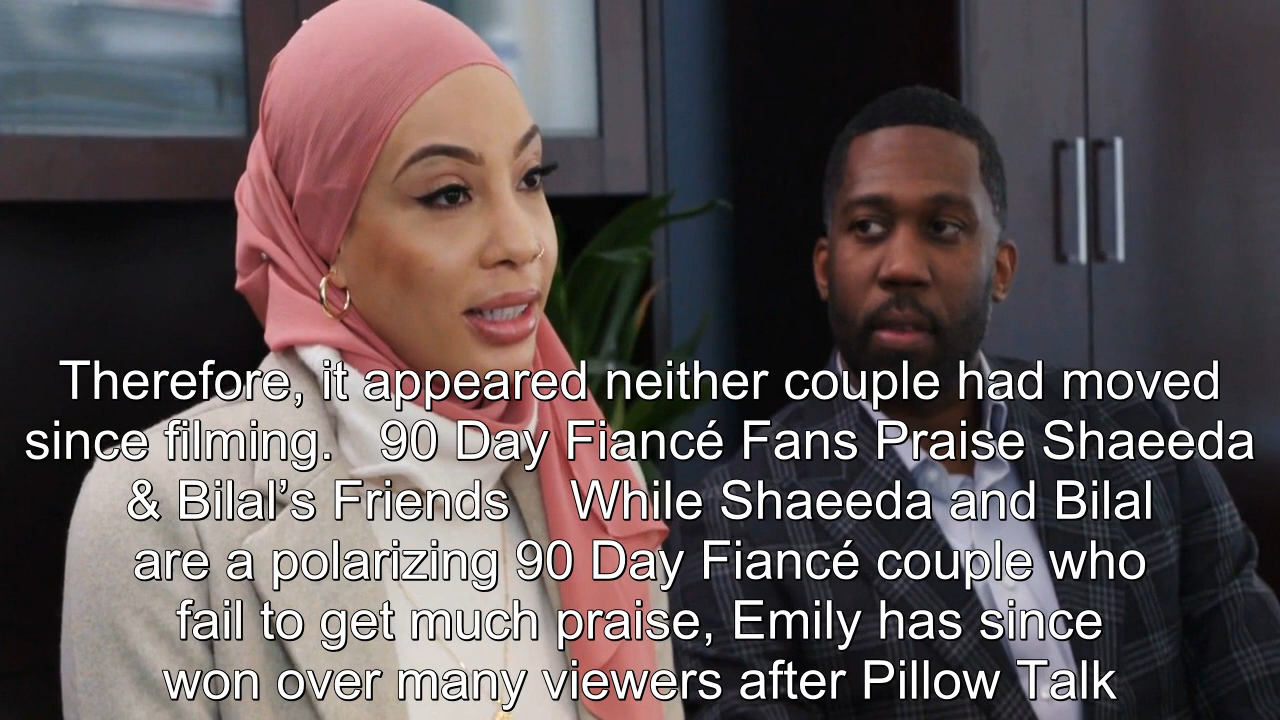 Therefore, it appeared neither couple had moved
since filming.   90 Day Fiancé Fans Praise Shaeeda
& Bilal’s Friends     While Shaeeda and Bilal
are a polarizing 90 Day Fiancé couple who
fail to get much praise, Emily has since
won over many viewers after Pillow Talk